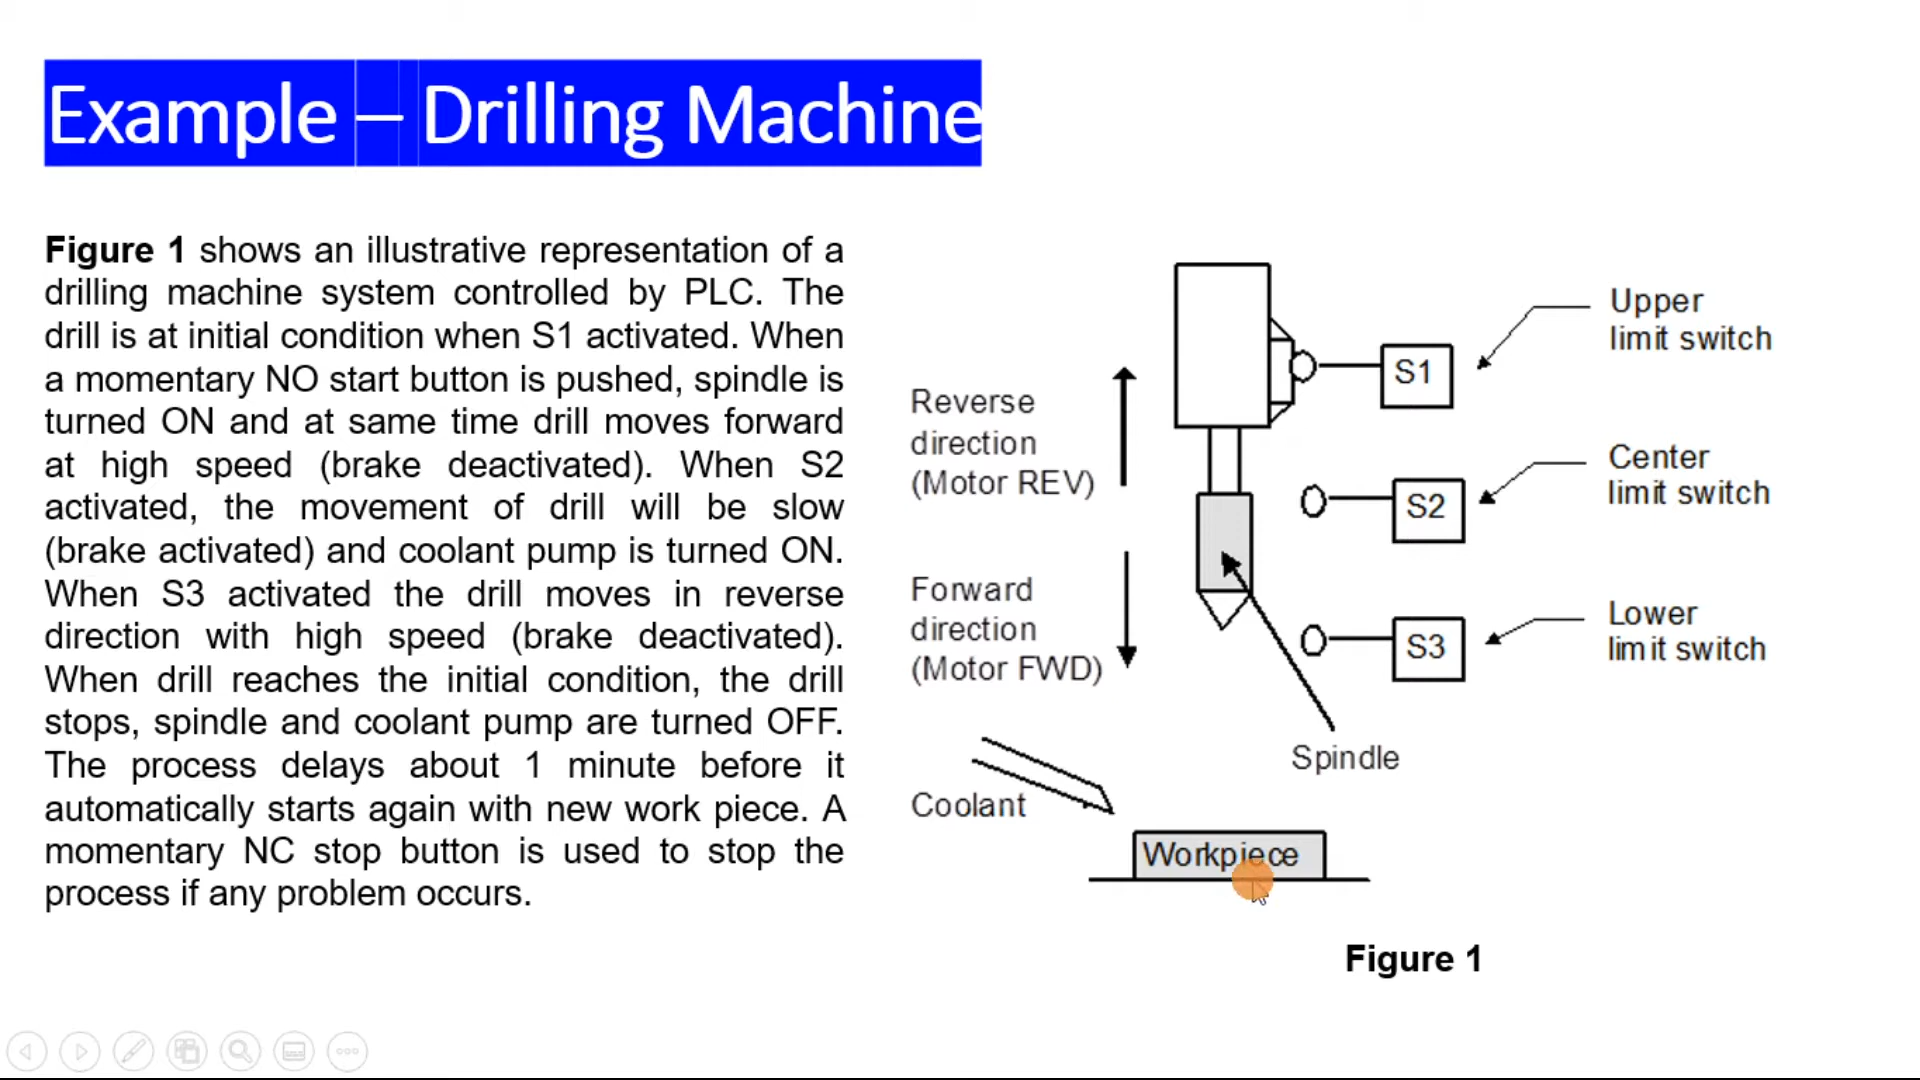 Example – Drilling Machine
Figure 1 shows an illustrative representation of a
drilling machine system controlled by PLC. The
drill is at initial condition when S1 activated. When
a momentary NO start button is pushed, spindle is
turned ON and at same time drill moves forward
at high speed (brake deactivated). When S2
activated, the movement of drill will be slow
(brake activated) and coolant pump is turned ON.
When S3 activated the drill moves in reverse
direction with high speed (brake deactivated).
When drill reaches the initial condition, the drill
stops, spindle and coolant pump are turned OFF.
The process delays about 1 minute before it
automatically starts again with new work piece. A
momentary NC stop button is used to stop the
process if any problem occurs.
Upper
limit switch
S1
Reverse
direction
(Motor REV)
Center
limit switch
S2
Forward
direction
(Motor FWD)
Lower
limit switch
S3
Spindle
Coolant
Workpiece
Figure 1